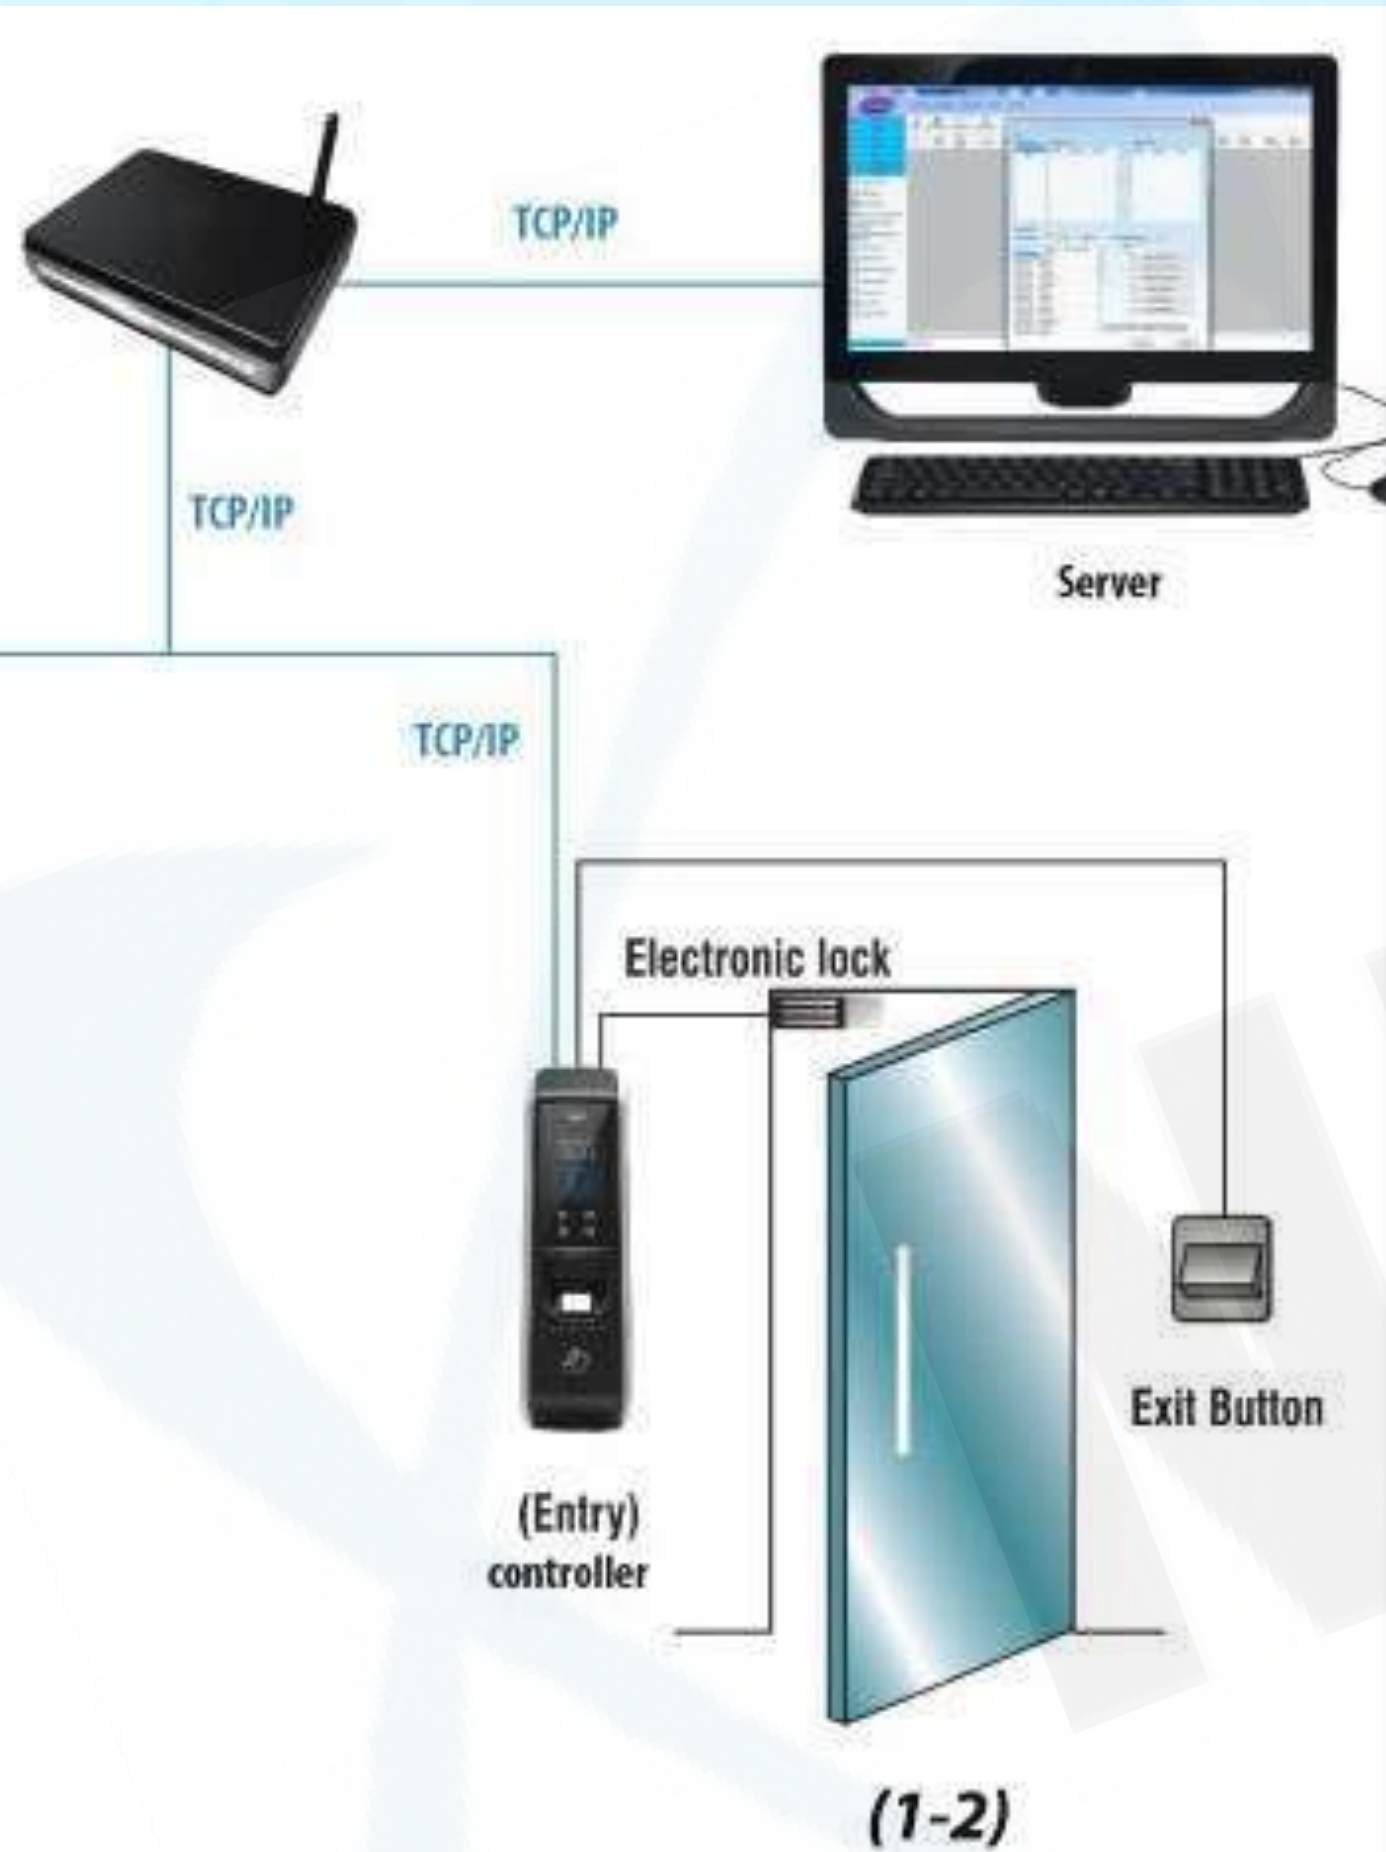 TCP/IP
TCP/IP
Server
TCP/IP
Electronic lock
Exit Button
(Entry)
controller
(1-2)